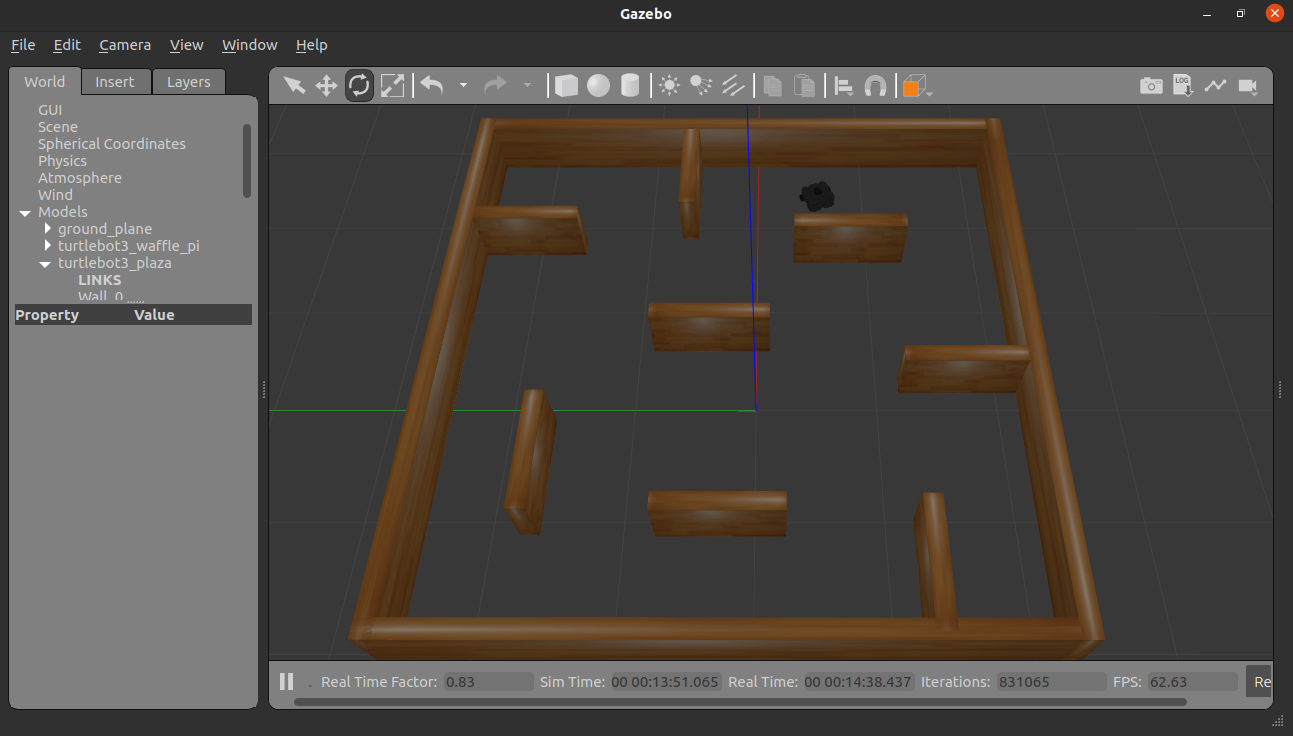 Gazebo
File Edit Camera View Window Help
World Insert Layers
LOG
GUI
Scene
Spherical Coordinates
Physics
Atmosphere
Wind
Models
ground_plane
turtlebot3_waffle_pi
turtlebot3_plaza
LINKS
Wall_0
Property Value
Real Time Factor: 0.83 Sim Time: 00 00:13:51.065 Real Time: 00 00:14:38.437 Iterations: 831065 FPS: 62.63 Re